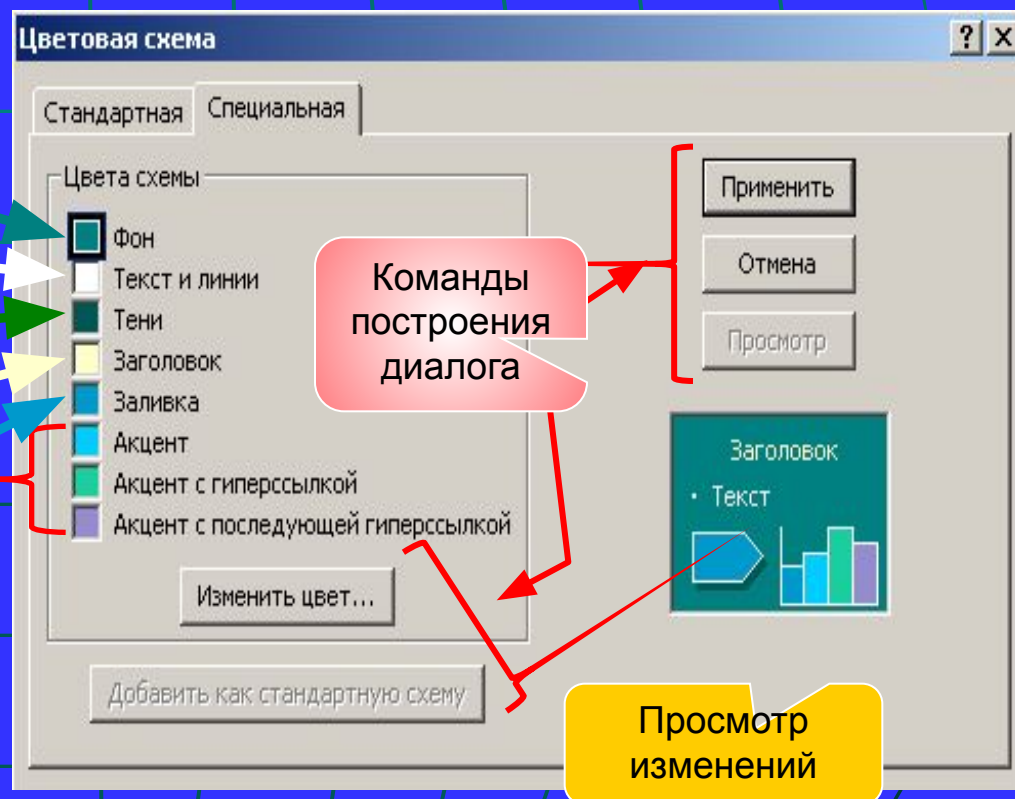 Цветовая схема
Стандартная
Специальная
Цвета схемы
Фон
Текст и линии
Тени
Заголовок
Заливка
Акцент
Акцент с гиперссылкой
Акцент с последующей гиперссылкой
Изменить цвет...
Добавить как стандартную схему
Команды
построения
диалога
Применить
Отмена
Просмотр
Заголовок
• Текст
Просмотр
изменений